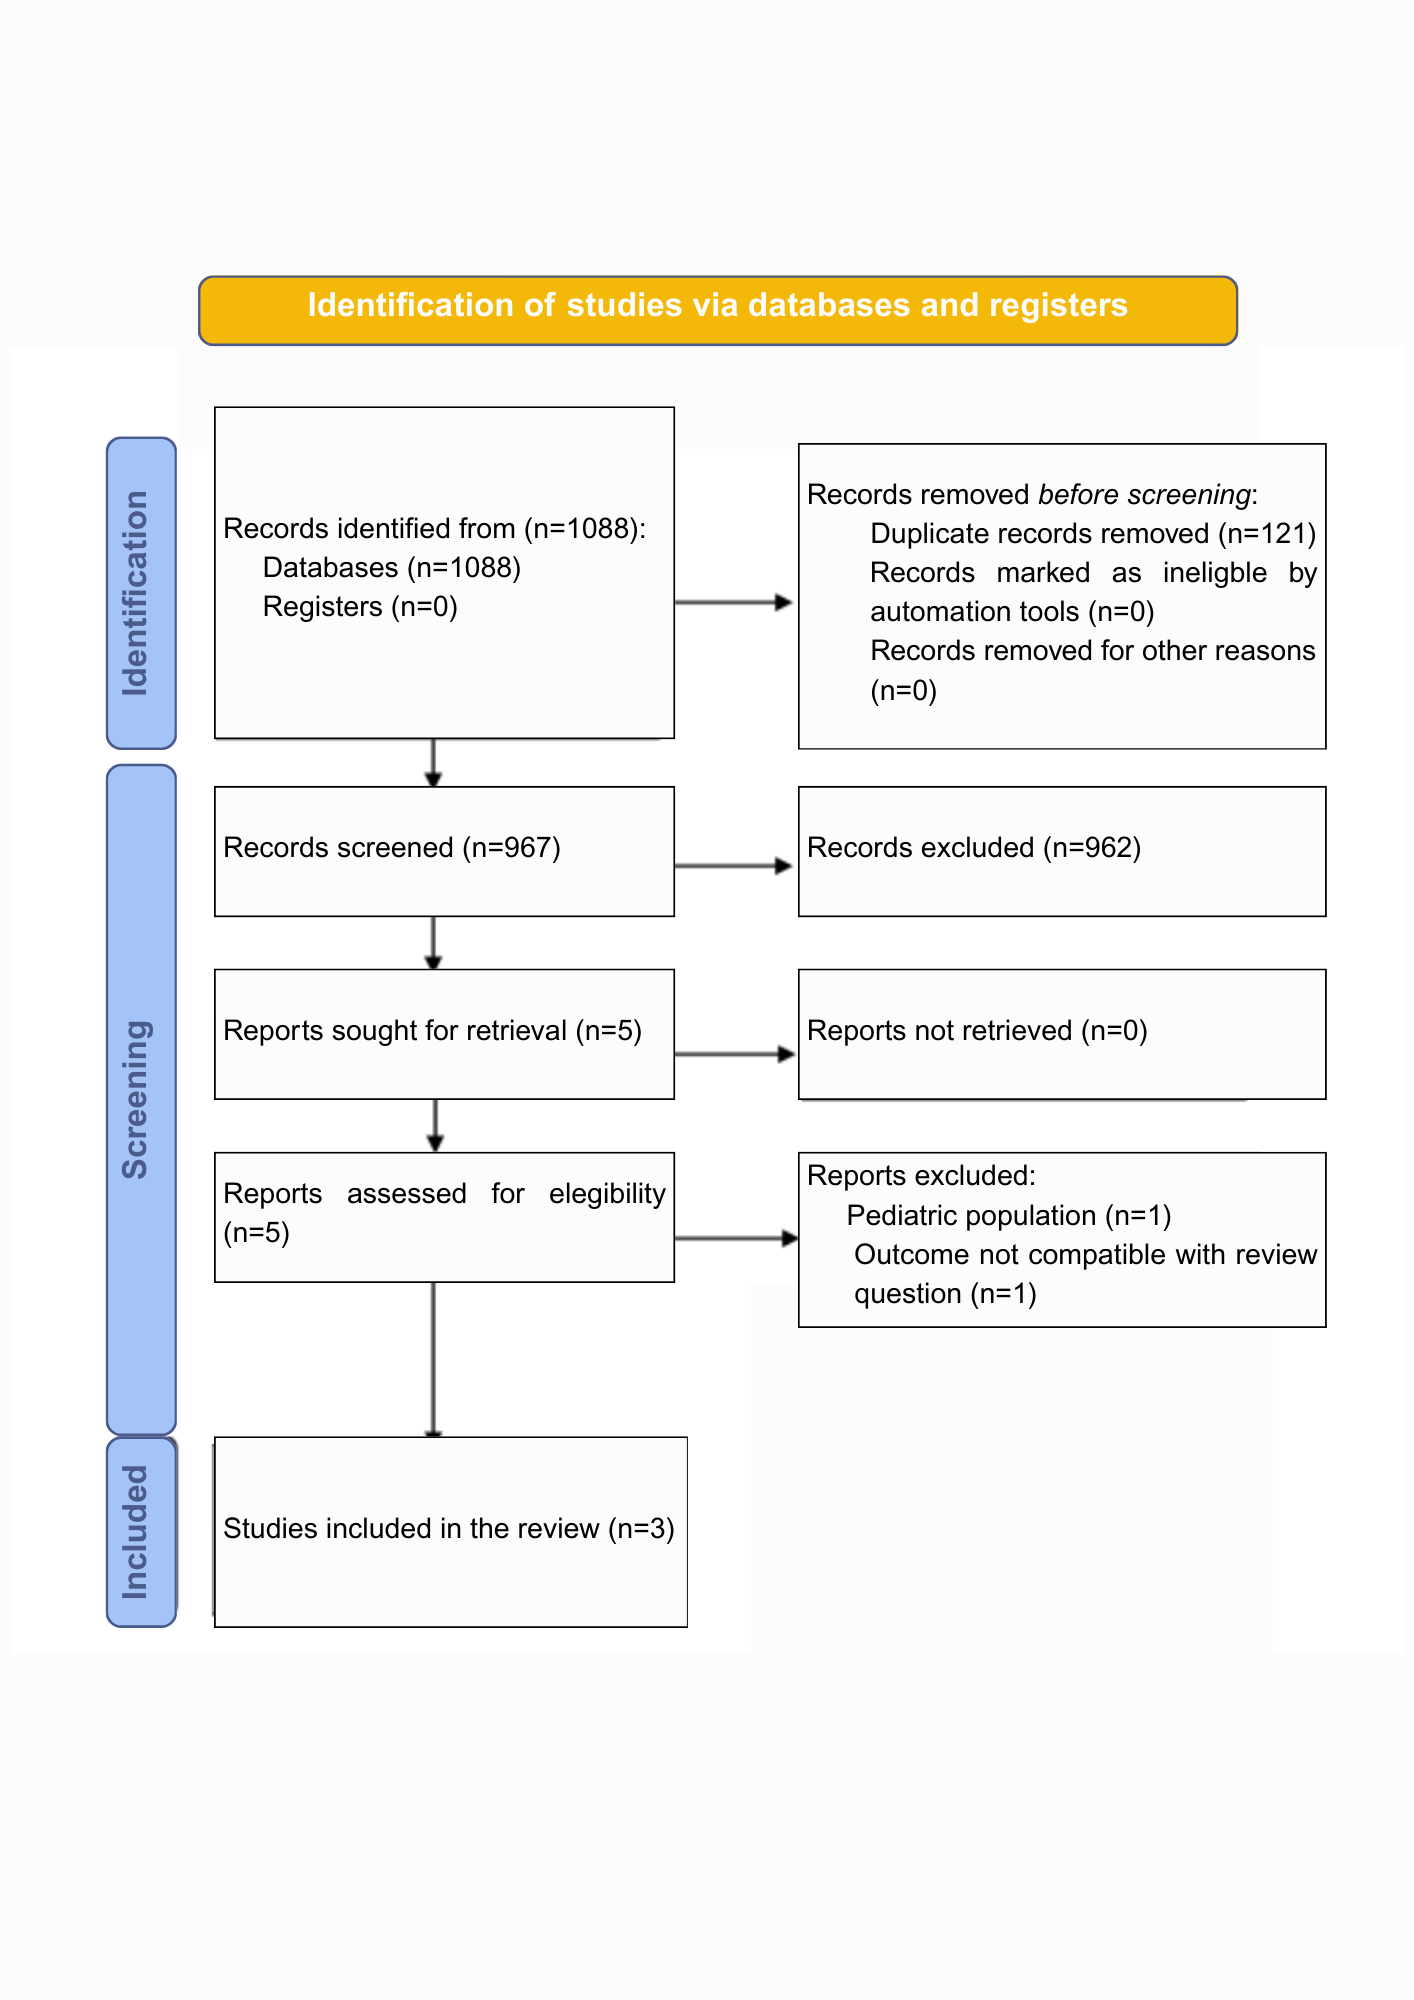 Identification of studies via databases and registers
Identification
Records identified from (n=1088):
Databases (n=1088)
Registers (n=0)
Records removed before screening:
Duplicate records removed (n=121)
Records marked as ineligble by
automation tools (n=0)
Records removed for other reasons
(n=0)
Screening
Records screened (n=967)
Records excluded (n=962)
Reports sought for retrieval (n=5)
Reports not retrieved (n=0)
Reports assessed for elegibility
(n=5)
Reports excluded:
Pediatric population (n=1)
Outcome not compatible with review
question (n=1)
Included
Studies included in the review (n=3)